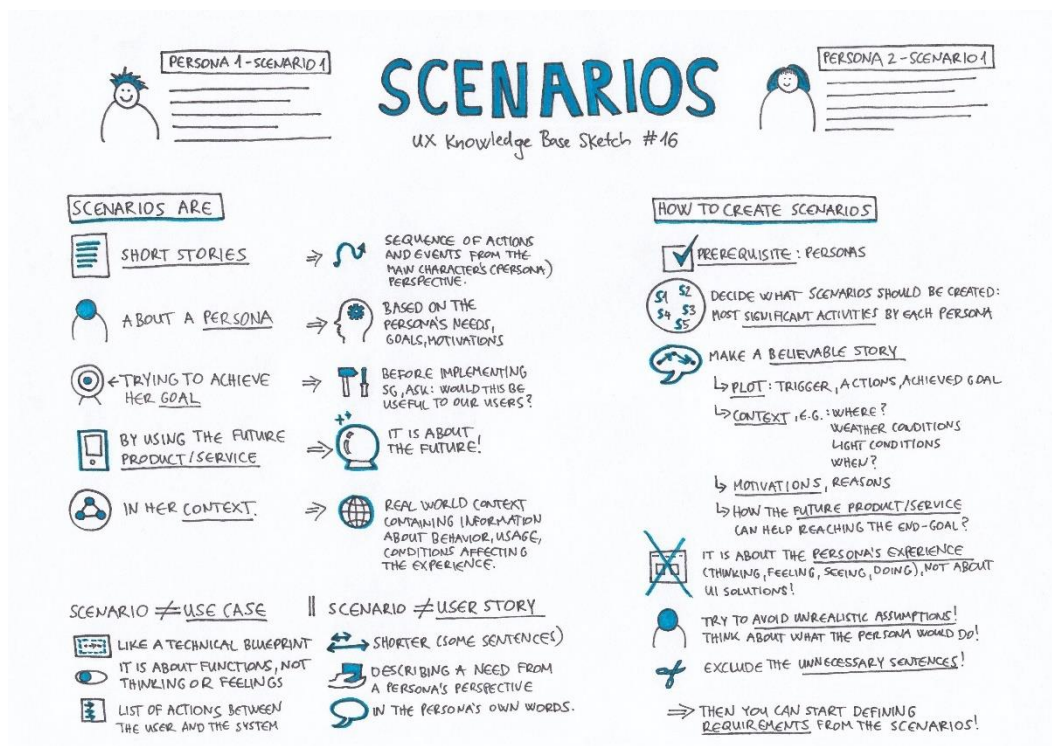 PERSONA 1 - SCENARIO 1
SCENARIOS
UX Knowledge Base Sketch #16
PERSONA 2 - SCENARIO 1
SCENARIOS ARE
SHORT STORIES
⇒ SEQUENCE OF ACTIONS
AND EVENTS FROM THE
MAIN CHARACTER'S (PERSONA)
PERSPECTIVE.
ABOUT A PERSONA
⇒ BASED ON THE
PERSONA'S NEEDS,
GOALS, MOTIVATIONS
← TRYING TO ACHIEVE
HER GOAL
⇒ BEFORE IMPLEMENTING
SG, ASK: WOULD THIS BE
USEFUL TO OUR USERS?
BY USING THE FUTURE
PRODUCT/SERVICE
⇒ IT IS ABOUT
THE FUTURE!
IN HER CONTEXT.
⇒ REAL WORLD CONTEXT
CONTAINING INFORMATION
ABOUT BEHAVIOR, USAGE,
CONDITIONS AFFECTING
THE EXPERIENCE.
SCENARIO ≠ USE CASE
LIKE A TECHNICAL BLUEPRINT
IT IS ABOUT FUNCTIONS, NOT
THINKING OR FEELINGS
LIST OF ACTIONS BETWEEN
THE USER AND THE SYSTEM
SCENARIO ≠ USER STORY
SHORTER (SOME SENTENCES)
DESCRIBING A NEED FROM
A PERSONA'S PERSPECTIVE
IN THE PERSONA'S OWN WORDS.
HOW TO CREATE SCENARIOS
PREREQUISITE: PERSONAS
S1 S2
S4 S3
S5
DECIDE WHAT SCENARIOS SHOULD BE CREATED:
MOST SIGNIFICANT ACTIVITIES BY EACH PERSONA
MAKE A BELIEVABLE STORY
↳ PLOT: TRIGGER, ACTIONS, ACHIEVED GOAL
↳ CONTEXT, E.G.: WHERE?
WEATHER CONDITIONS
LIGHT CONDITIONS
WHEN?
↳ MOTIVATIONS, REASONS
↳ HOW THE FUTURE PRODUCT/SERVICE
CAN HELP REACHING THE END-GOAL?
IT IS ABOUT THE PERSONA'S EXPERIENCE
(THINKING, FEELING, SEEING, DOING), NOT ABOUT
UI SOLUTIONS!
TRY TO AVOID UNREALISTIC ASSUMPTIONS!
THINK ABOUT WHAT THE PERSONA WOULD DO!
EXCLUDE THE UNNECESSARY SENTENCES!
⇒ THEN YOU CAN START DEFINING
REQUIREMENTS FROM THE SCENARIOS!